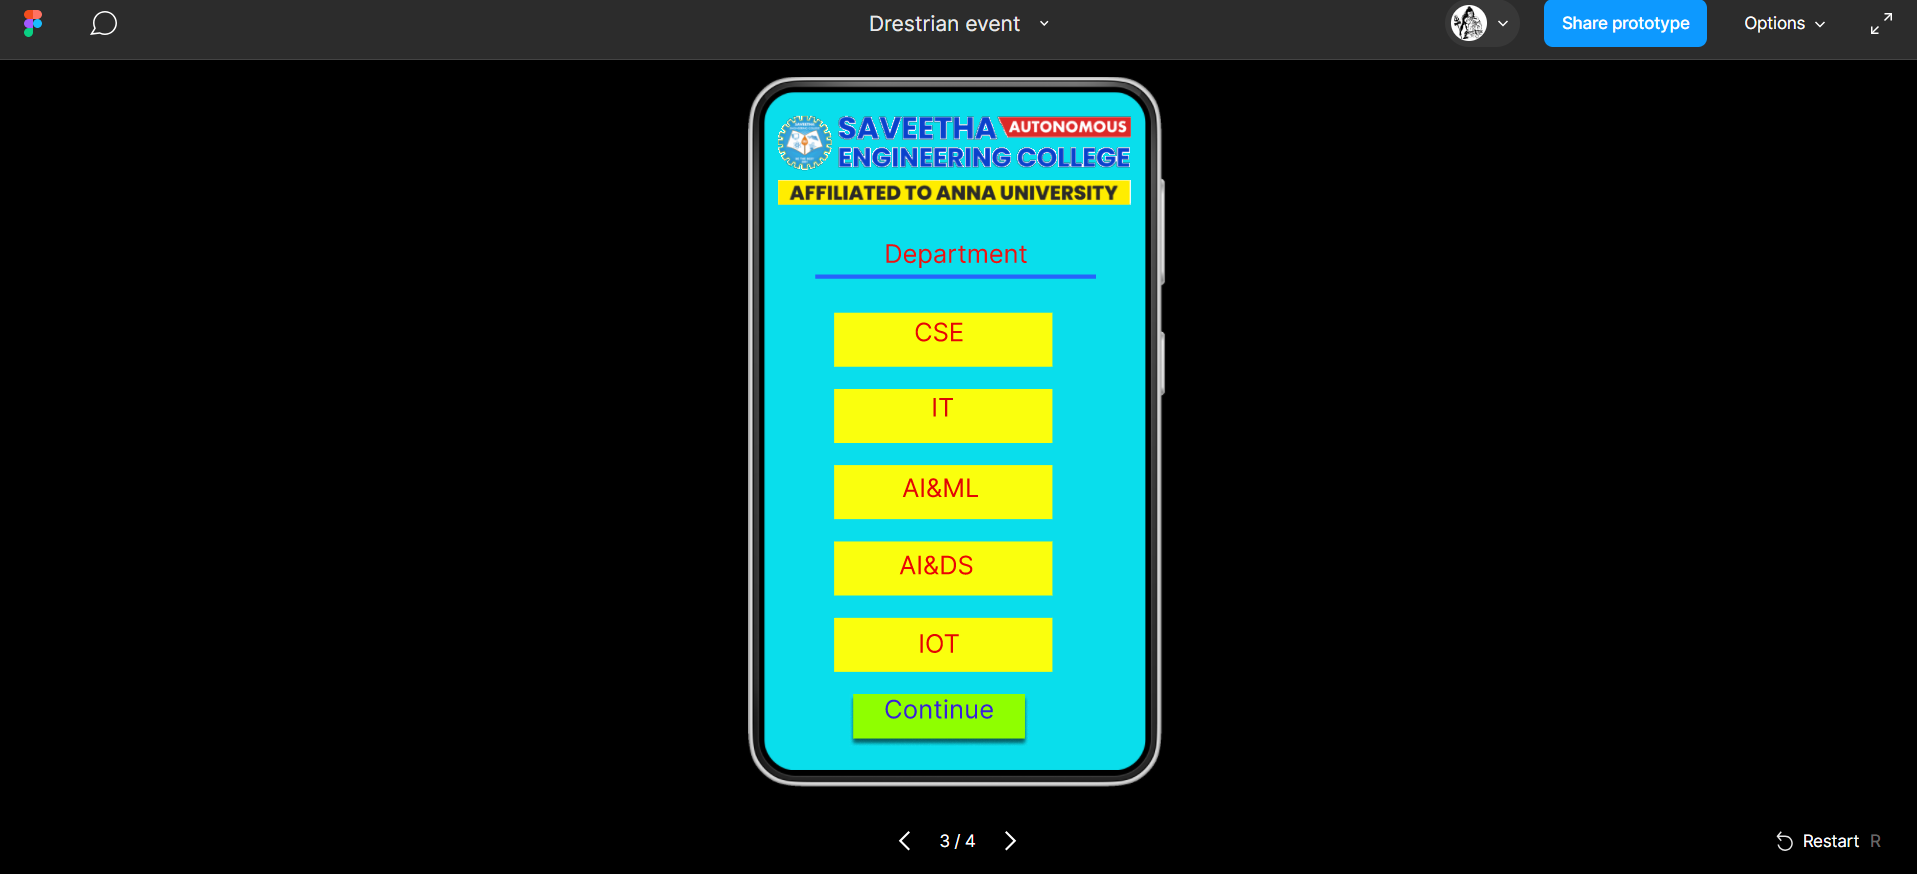 Drestrian event
Share prototype
Options
SAVEETHA AUTONOMOUS
ENGINEERING COLLEGE
AFFILIATED TO ANNA UNIVERSITY
Department
CSE
IT
AI&ML
AI&DS
IOT
Continue
3 / 4
Restart R